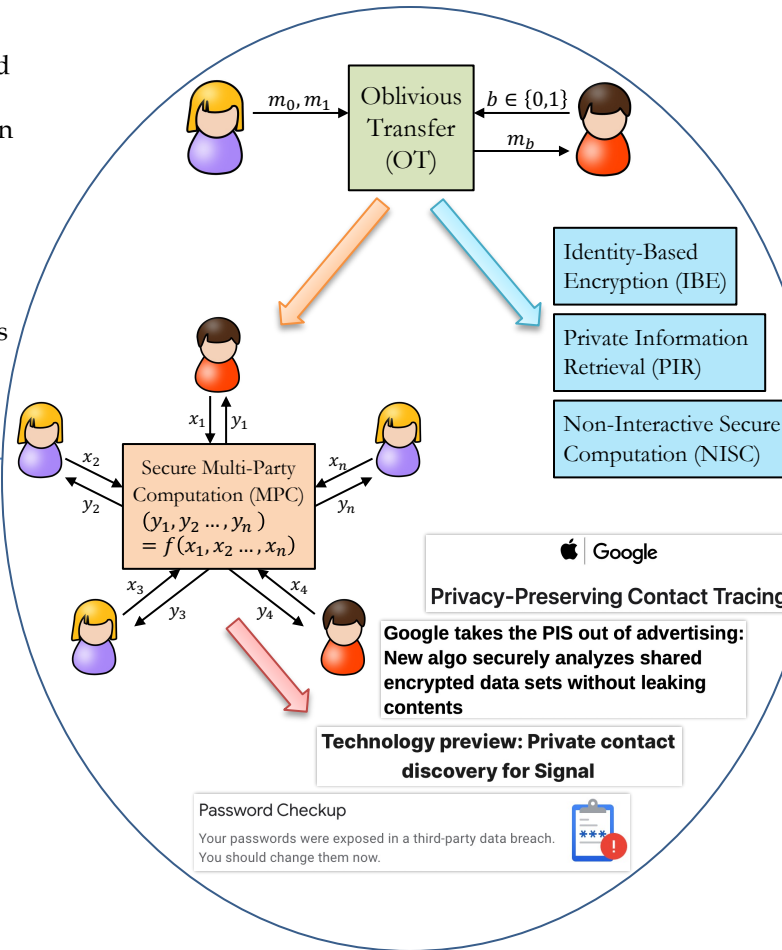 d
n
s
m₀, m₁
Oblivious
Transfer
(OT)
b ∈ {0,1}
m_b
Identity-Based
Encryption (IBE)
Private Information
Retrieval (PIR)
Non-Interactive Secure
Computation (NISC)
x₁
y₁
x₂
y₂
xₙ
yₙ
Secure Multi-Party
Computation (MPC)
(y₁, y₂ ..., yₙ )
= f(x₁, x₂ ..., xₙ)
x₃
y₃
x₄
y₄
Google
Privacy-Preserving Contact Tracing
Google takes the PIS out of advertising:
New algo securely analyzes shared
encrypted data sets without leaking
contents
Technology preview: Private contact
discovery for Signal
Password Checkup
Your passwords were exposed in a third-party data breach.
You should change them now.
***
!